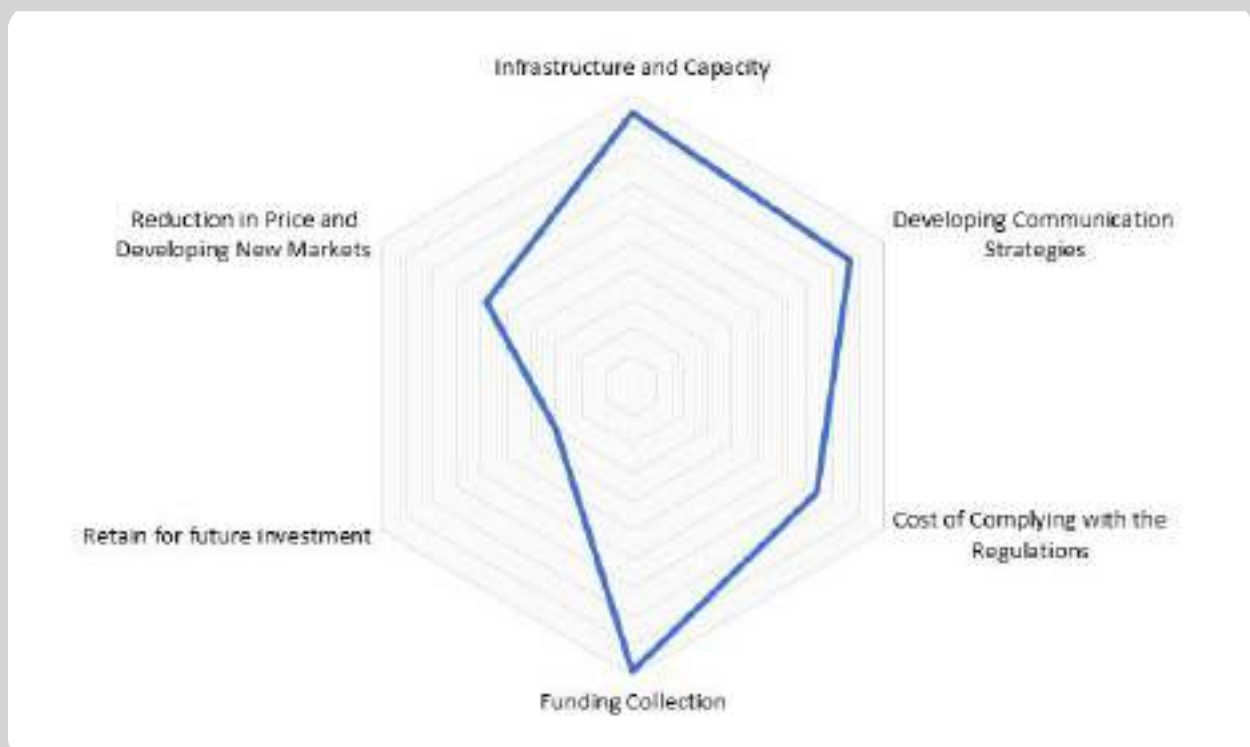 Infrastructure and Capacity
Developing Communication
Strategies
Cost of Complying with the
Regulations
Funding Collection
Retain for future investment
Reduction in Price and
Developing New Markets